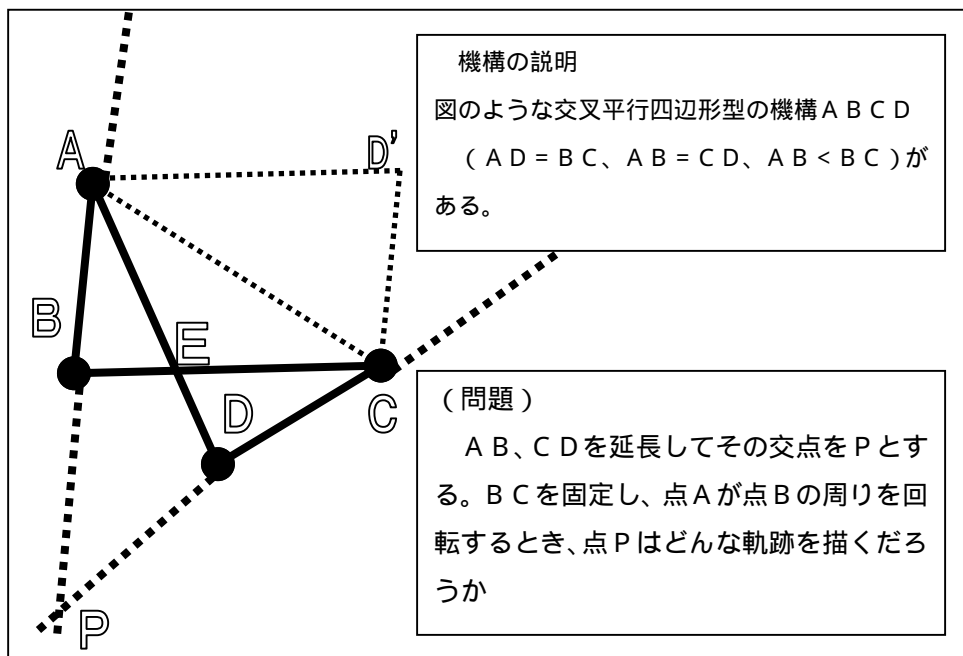 機構の説明
図のような交叉平行四辺形型の機構ＡＢＣＤ
（ＡＤ＝ＢＣ、ＡＢ＝ＣＤ、ＡＢ＜ＢＣ）が
ある。
A
D'
B
E
D
C
P
（問題）
ＡＢ、ＣＤを延長してその交点をＰとす
る。ＢＣを固定し、点Ａが点Ｂの周りを回
転するとき、点Ｐはどんな軌跡を描くだろ
うか